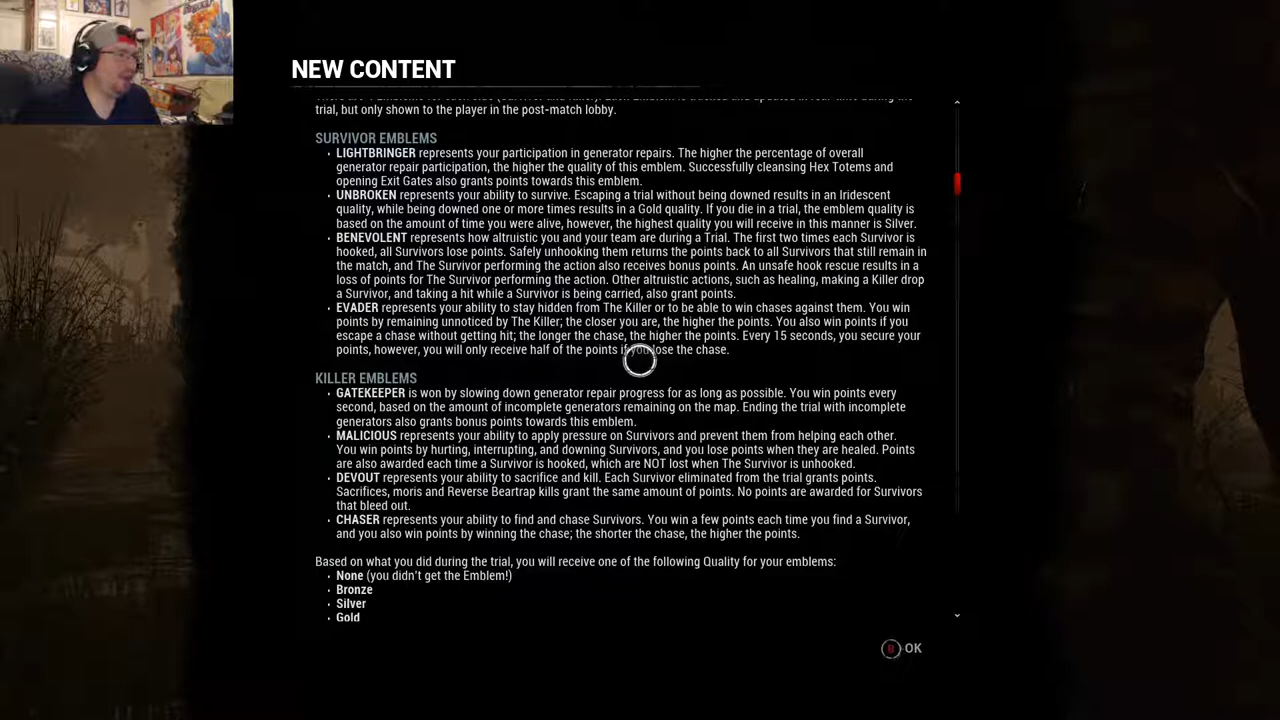 NEW CONTENT
There are 4 Emblems for each side (Survivor and Killer). Each Emblem is tracked and updated in real-time during the
trial, but only shown to the player in the post-match lobby.
SURVIVOR EMBLEMS
· LIGHTBRINGER represents your participation in generator repairs. The higher the percentage of overall
generator repair participation, the higher the quality of this emblem. Successfully cleansing Hex Totems and
opening Exit Gates also grants points towards this emblem.
· UNBROKEN represents your ability to survive. Escaping a trial without being downed results in an Iridescent
quality, while being downed one or more times results in a Gold quality. If you die in a trial, the emblem quality is
based on the amount of time you were alive, however, the highest quality you will receive in this manner is Silver.
· BENEVOLENT represents how altruistic you and your team are during a Trial. The first two times each Survivor is
hooked, all Survivors lose points. Safely unhooking them returns the points back to all Survivors that still remain in
the match, and The Survivor performing the action also receives bonus points. An unsafe hook rescue results in a
loss of points for The Survivor performing the action. Other altruistic actions, such as healing, making a Killer drop
a Survivor, and taking a hit while a Survivor is being carried, also grant points.
· EVADER represents your ability to stay hidden from The Killer or to be able to win chases against them. You win
points by remaining unnoticed by The Killer; the closer you are, the higher the points. You also win points if you
escape a chase without getting hit; the longer the chase, the higher the points. Every 15 seconds, you secure your
points, however, you will only receive half of the points if you lose the chase.
KILLER EMBLEMS
· GATEKEEPER is won by slowing down generator repair progress for as long as possible. You win points every
second, based on the amount of incomplete generators remaining on the map. Ending the trial with incomplete
generators also grants bonus points towards this emblem.
· MALICIOUS represents your ability to apply pressure on Survivors and prevent them from helping each other.
You win points by hurting, interrupting, and downing Survivors, and you lose points when they are healed. Points
are also awarded each time a Survivor is hooked, which are NOT lost when The Survivor is unhooked.
· DEVOUT represents your ability to sacrifice and kill. Each Survivor eliminated from the trial grants points.
Sacrifices, moris and Reverse Beartrap kills grant the same amount of points. No points are awarded for Survivors
that bleed out.
· CHASER represents your ability to find and chase Survivors. You win a few points each time you find a Survivor,
and you also win points by winning the chase; the shorter the chase, the higher the points.
Based on what you did during the trial, you will receive one of the following Quality for your emblems:
· None (you didn't get the Emblem!)
· Bronze
· Silver
· Gold
B OK